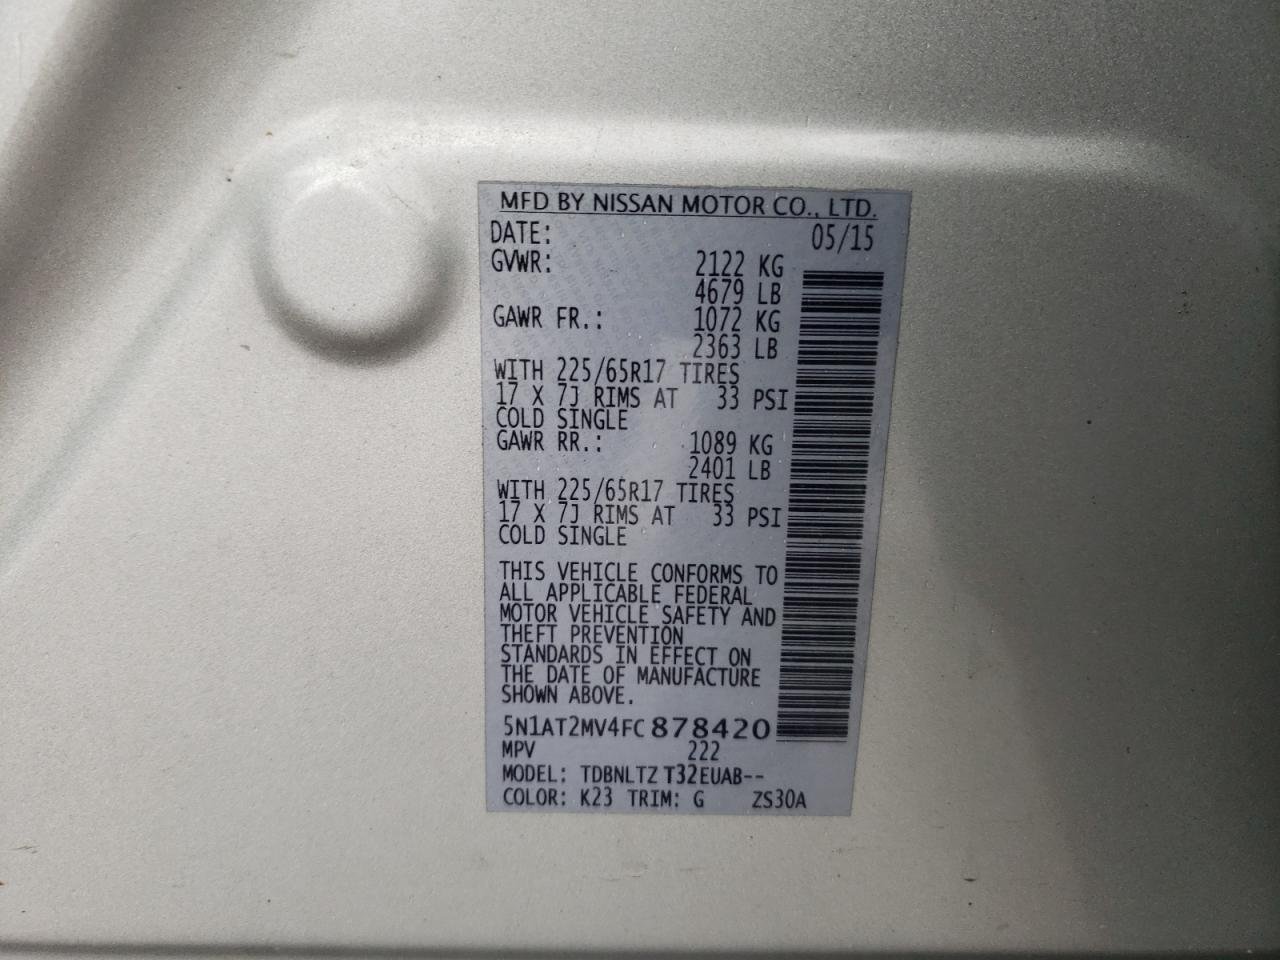 MFD BY NISSAN MOTOR CO., LTD.
DATE: 05/15
GVWR: 2122 KG
4679 LB
GAWR FR.: 1072 KG
2363 LB
WITH 225/65R17 TIRES
17 X 7J RIMS AT 33 PSI
COLD SINGLE
GAWR RR.: 1089 KG
2401 LB
WITH 225/65R17 TIRES
17 X 7J RIMS AT 33 PSI
COLD SINGLE
THIS VEHICLE CONFORMS TO
ALL APPLICABLE FEDERAL
MOTOR VEHICLE SAFETY AND
THEFT PREVENTION
STANDARDS IN EFFECT ON
THE DATE OF MANUFACTURE
SHOWN ABOVE.
5N1AT2MV4FC878420
MPV 222
MODEL: TDBNLTZ T32EUAB--
COLOR: K23 TRIM: G ZS30A